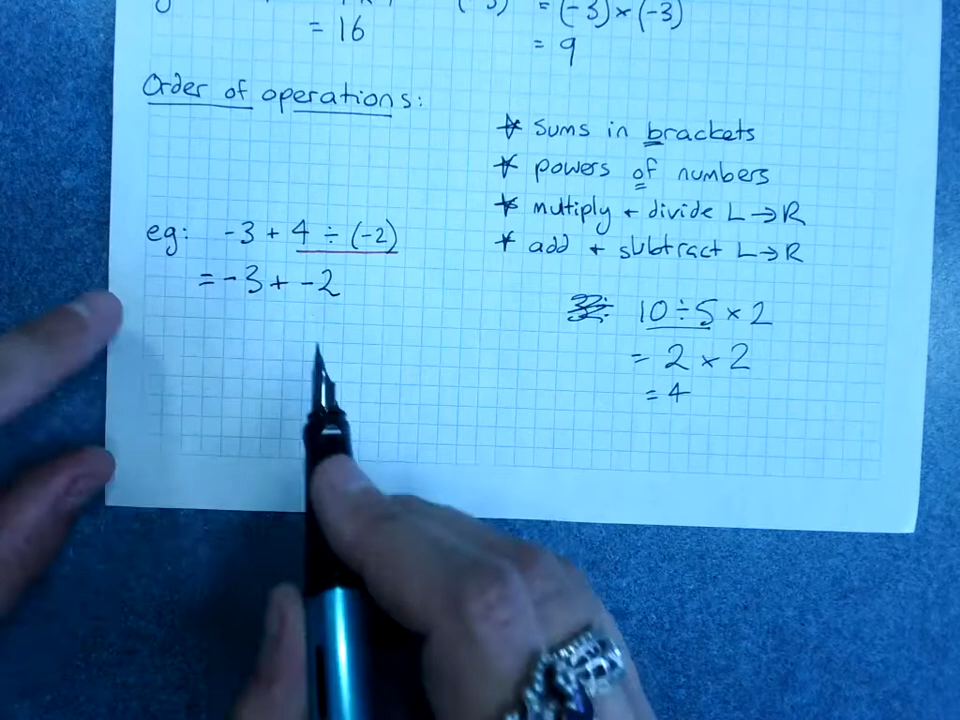 = 16
= (-3) × (-3)
= 9
Order of operations:
* sums in brackets
* powers of numbers
* multiply + divide L→R
* add + subtract L→R
eg: -3 + 4 ÷ (-2)
= -3 + -2
10 ÷ 5 × 2
= 2 × 2
= 4